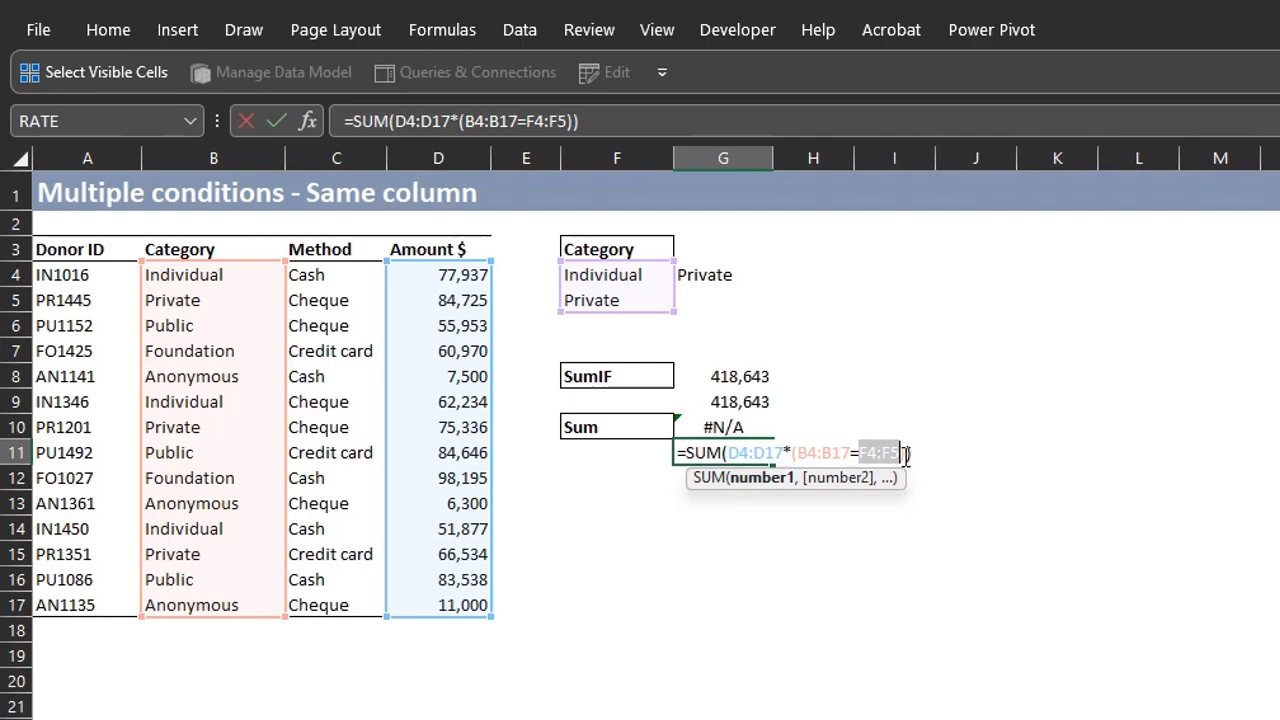 File Home Insert Draw Page Layout Formulas Data Review View Developer Help Acrobat Power Pivot
Select Visible Cells Manage Data Model Queries & Connections Edit
RATE fx =SUM(D4:D17*(B4:B17=F4:F5))
A B C D E F G H I J K L M
1 Multiple conditions - Same column
2
3 Donor ID Category Method Amount $ Category
4 IN1016 Individual Cash 77,937 Individual Private
5 PR1445 Private Cheque 84,725 Private
6 PU1152 Public Cheque 55,953
7 FO1425 Foundation Credit card 60,970
8 AN1141 Anonymous Cash 7,500 SumIF 418,643
9 IN1346 Individual Cheque 62,234 418,643
10 PR1201 Private Cheque 75,336 Sum #N/A
11 PU1492 Public Cheque 84,646 =SUM(D4:D17*(B4:B17=F4:F5))
SUM(number1, [number2], ...)
12 FO1027 Foundation Cash 98,195
13 AN1361 Anonymous Cheque 6,300
14 IN1450 Individual Cash 51,877
15 PR1351 Private Credit card 66,534
16 PU1086 Public Cash 83,538
17 AN1135 Anonymous Cheque 11,000
18
19
20
21